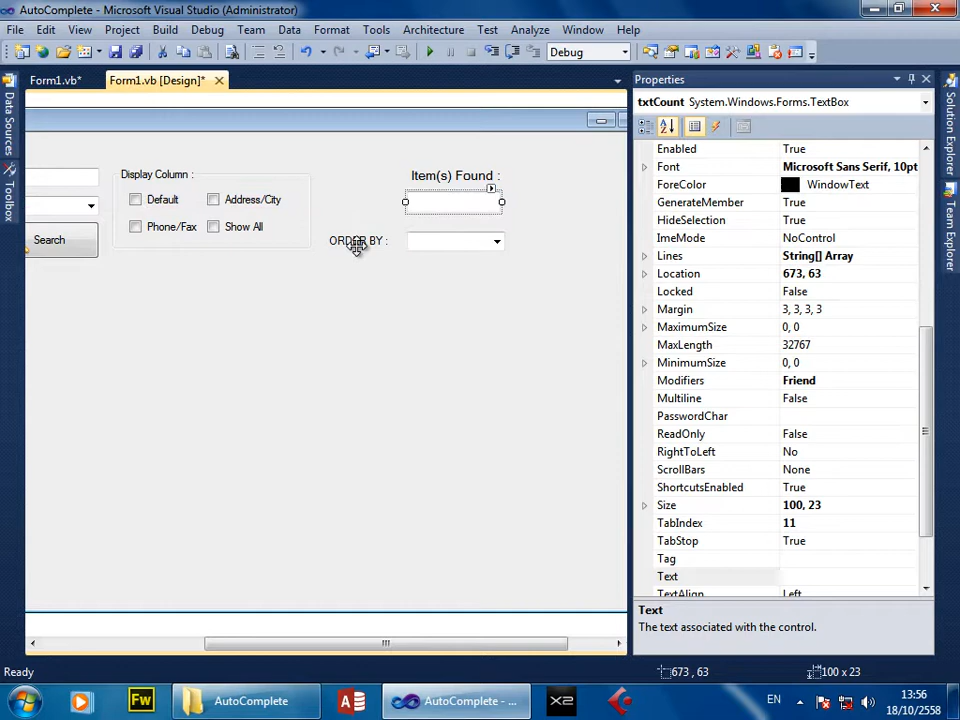 AutoComplete - Microsoft Visual Studio (Administrator)
File Edit View Project Build Debug Team Data Format Tools Architecture Test Analyze Window Help
Debug
Form1.vb*
Form1.vb [Design]*
Data Sources
Toolbox
Search
Display Column :
Default
Address/City
Phone/Fax
Show All
Item(s) Found :
ORDER BY :
Properties
txtCount System.Windows.Forms.TextBox
Enabled True
Font Microsoft Sans Serif, 10pt
ForeColor WindowText
GenerateMember True
HideSelection True
ImeMode NoControl
Lines String[] Array
Location 673, 63
Locked False
Margin 3, 3, 3, 3
MaximumSize 0, 0
MaxLength 32767
MinimumSize 0, 0
Modifiers Friend
Multiline False
PasswordChar
ReadOnly False
RightToLeft No
ScrollBars None
ShortcutsEnabled True
Size 100, 23
TabIndex 11
TabStop True
Tag
Text
TextAlign Left
Text
The text associated with the control.
Solution Explorer
Team Explorer
Ready
673 , 63
100 x 23
Fw
AutoComplete
AutoComplete - ...
X2
EN
13:56
18/10/2558